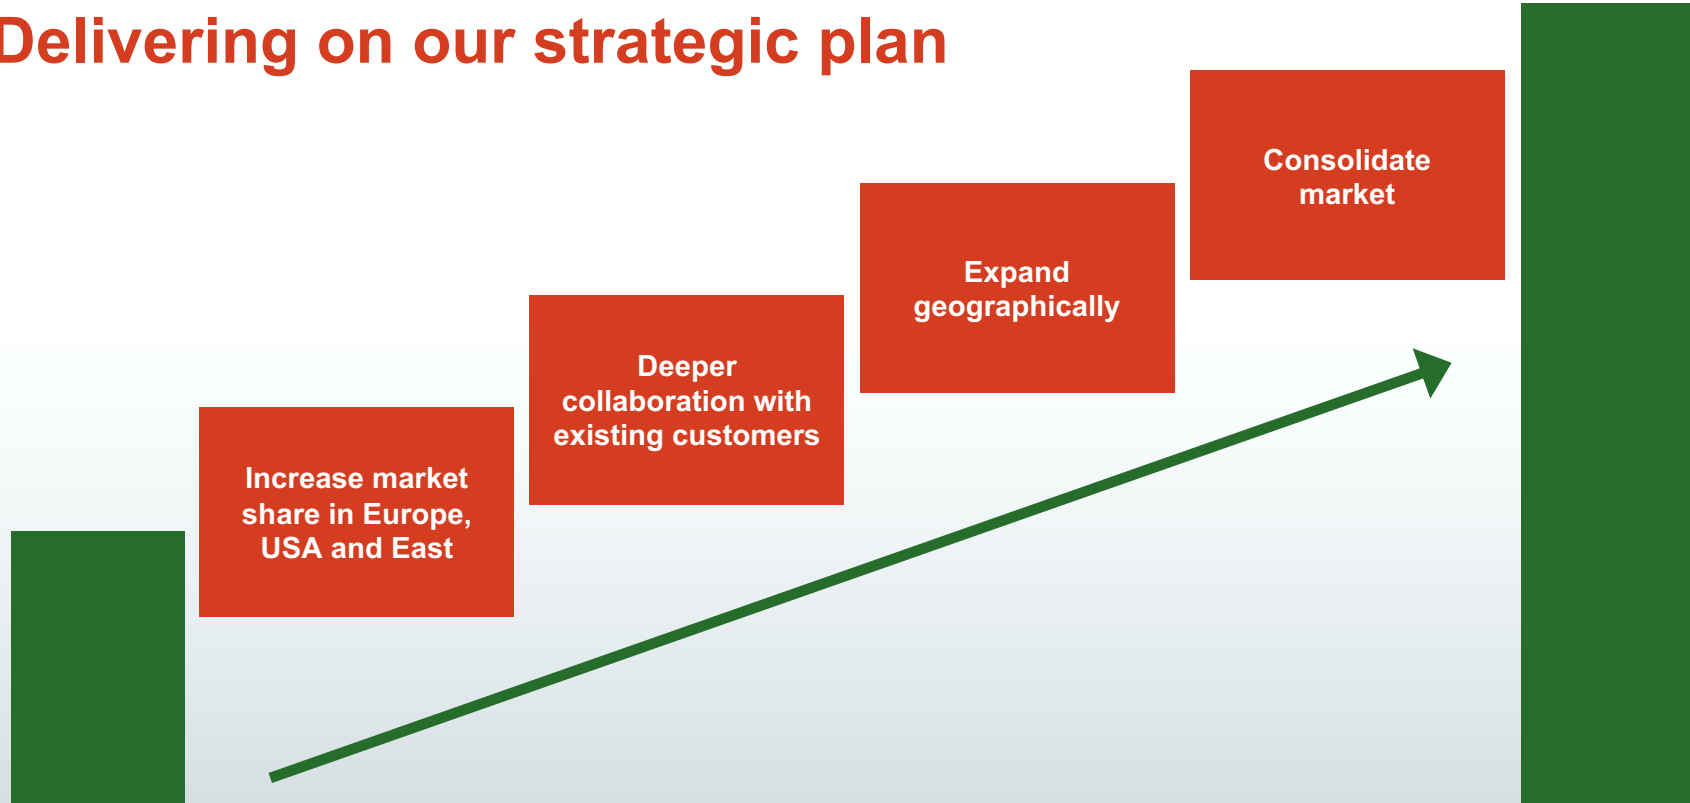 Delivering on our strategic plan
Increase market
share in Europe,
USA and East
Deeper
collaboration with
existing customers
Expand
geographically
Consolidate
market